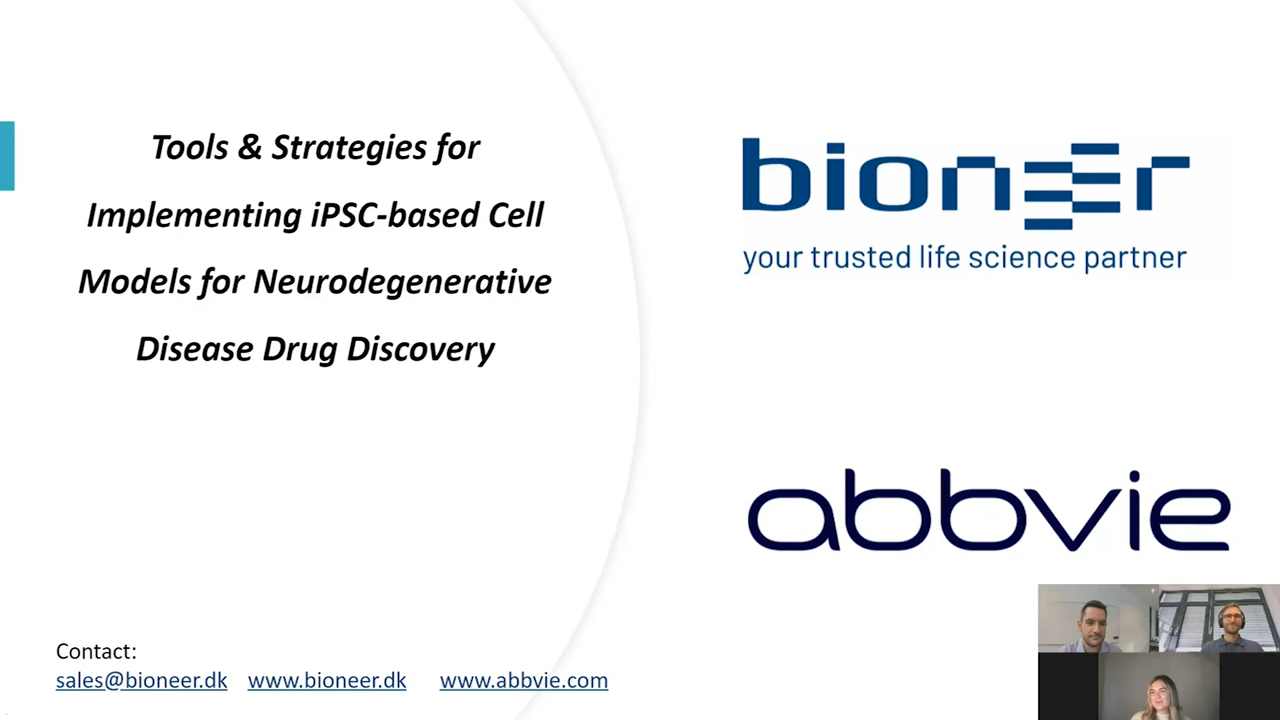 Tools & Strategies for
Implementing iPSC-based Cell
Models for Neurodegenerative
Disease Drug Discovery
bioneer
your trusted life science partner
abbvie
Contact:
sales@bioneer.dk www.bioneer.dk www.abbvie.com